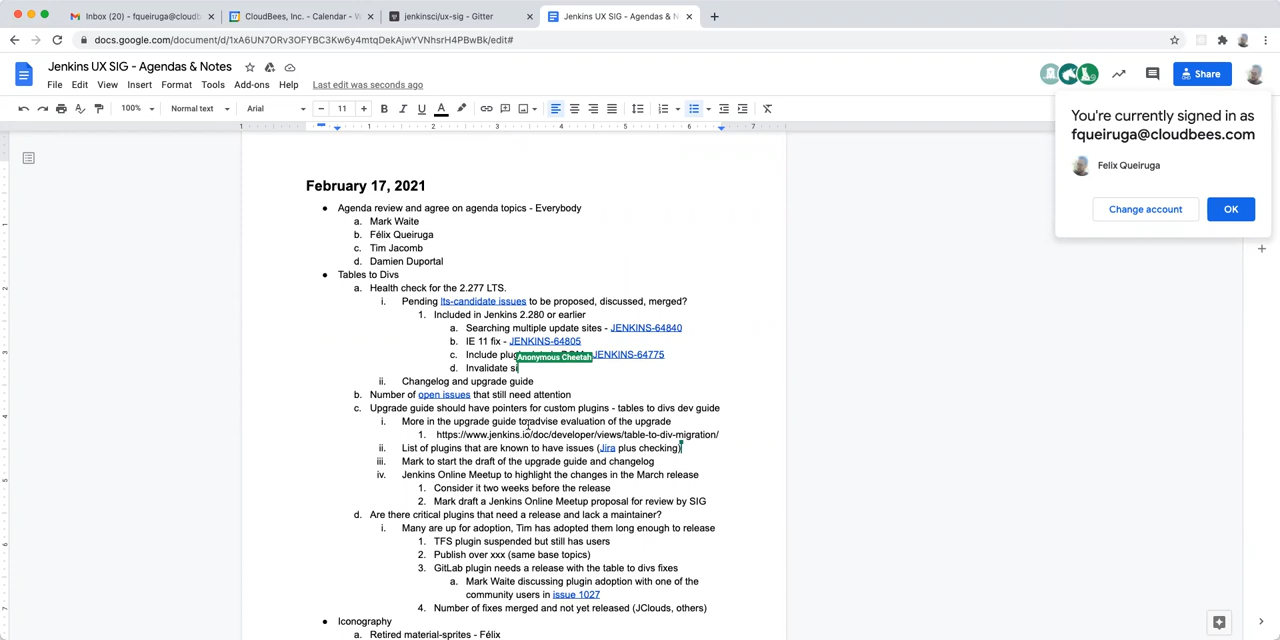 Inbox (2) - fqueiruga@cloudb
CloudBees, Inc. - Calendar - W
jenkinsci/ux-sig - Gitter
Jenkins UX SIG - Agendas & N
docs.google.com/document/d/1xA6UN7ORv3OFYBC3Kw6y4mtqDekAjwYVNhsrH4PBwBk/edit#
Jenkins UX SIG - Agendas & Notes
File Edit View Insert Format Tools Add-ons Help Last edit was seconds ago
Share
100% Normal text Arial 11
You're currently signed in as
fqueiruga@cloudbees.com
Felix Queiruga
Change account OK
1 1 2 3 4 5 6 7
February 17, 2021
● Agenda review and agree on agenda topics - Everybody
a. Mark Waite
b. Félix Queiruga
c. Tim Jacomb
d. Damien Duportal
● Tables to Divs
a. Health check for the 2.277 LTS.
i. Pending lts-candidate issues to be proposed, discussed, merged?
1. Included in Jenkins 2.280 or earlier
a. Searching multiple update sites - JENKINS-64840
b. IE 11 fix - JENKINS-64805
c. Include JENKINS-64775
Anonymous Cheetah
d. Invalidate si
ii. Changelog and upgrade guide
b. Number of open issues that still need attention
c. Upgrade guide should have pointers for custom plugins - tables to divs dev guide
i. More in the upgrade guide to advise evaluation of the upgrade
1. https://www.jenkins.io/doc/developer/views/table-to-div-migration/
ii. List of plugins that are known to have issues (Jira plus checking)
iii. Mark to start the draft of the upgrade guide and changelog
iv. Jenkins Online Meetup to highlight the changes in the March release
1. Consider it two weeks before the release
2. Mark draft a Jenkins Online Meetup proposal for review by SIG
d. Are there critical plugins that need a release and lack a maintainer?
i. Many are up for adoption, Tim has adopted them long enough to release
1. TFS plugin suspended but still has users
2. Publish over xxx (same base topics)
3. GitLab plugin needs a release with the table to divs fixes
a. Mark Waite discussing plugin adoption with one of the
community users in issue 1027
4. Number of fixes merged and not yet released (JClouds, others)
● Iconography
a. Retired material-sprites - Félix